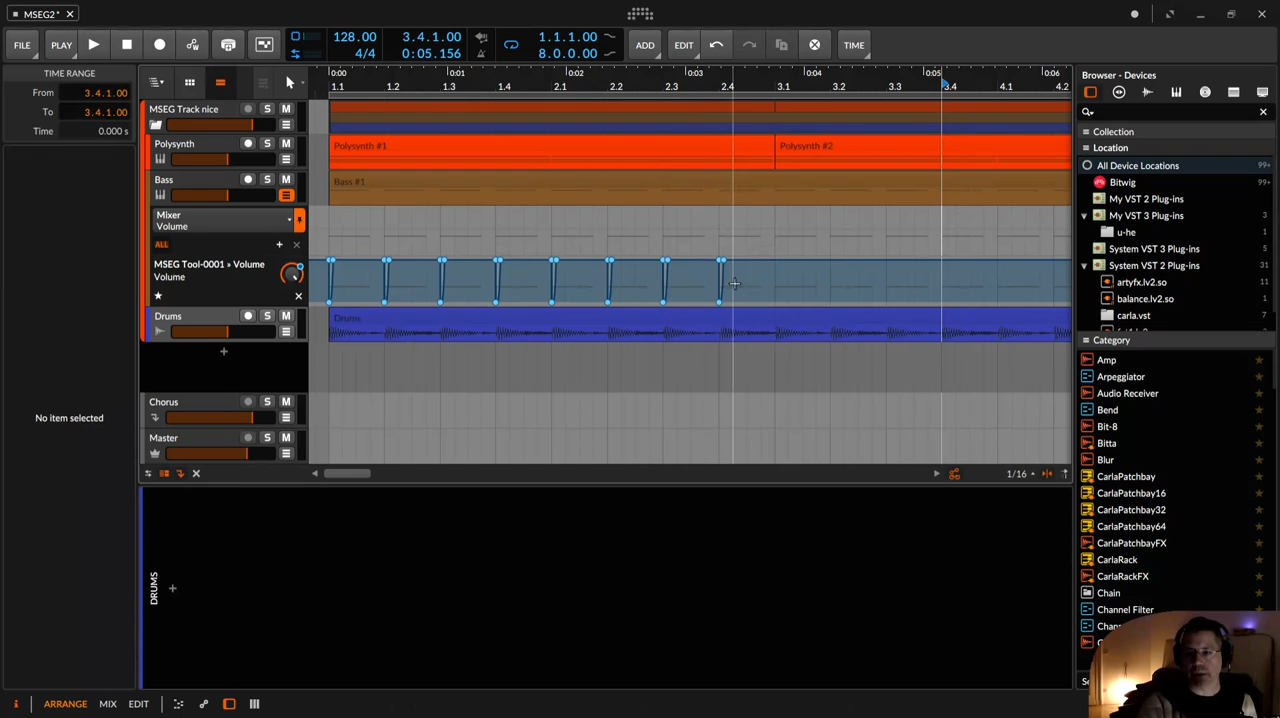 MSEG2* ×
FILE PLAY 128.00 4/4 3.4.1.00 0:05.156 1.1.1.00 8.0.0.00 ADD EDIT TIME
TIME RANGE
From 3.4.1.00
To 3.4.1.00
Time 0.000 s
No item selected
0:00 0:01 0:02 0:03 0:04 0:05 0:06
1.1 1.2 1.3 1.4 2.1 2.2 2.3 2.4 3.1 3.2 3.3 3.4 4.1 4.2
MSEG Track nice S M
Polysynth S M
Polysynth #1 Polysynth #2
Bass S M
Bass #1
Mixer
Volume
ALL
MSEG Tool-0001 » Volume
Volume
Drums S M
Drums
Chorus S M
Master S M
1/16
DRUMS
ARRANGE MIX EDIT
Browser - Devices
Collection
Location
All Device Locations 99+
Bitwig 99+
My VST 2 Plug-ins
My VST 3 Plug-ins 3
u-he 3
System VST 3 Plug-ins
System VST 2 Plug-ins 31
artyfx.lv2.so 11
balance.lv2.so 1
carla.vst 7
Category
Amp
Arpeggiator
Audio Receiver
Bend
Bit-8
Bitta
Blur
CarlaPatchbay
CarlaPatchbay16
CarlaPatchbay32
CarlaPatchbay64
CarlaPatchbayFX
CarlaRack
CarlaRackFX
Chain
Channel Filter